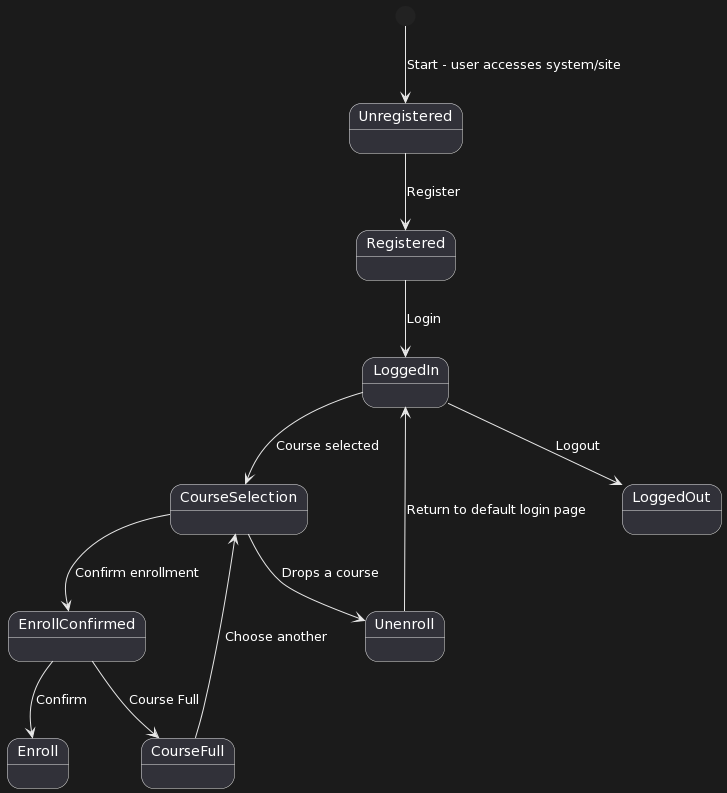 Start - user accesses system/site
Unregistered
Register
Registered
Login
LoggedIn
Course selected
Logout
CourseSelection
LoggedOut
Return to default login page
Confirm enrollment
Drops a course
EnrollConfirmed
Unenroll
Choose another
Confirm
Course Full
Enroll
CourseFull